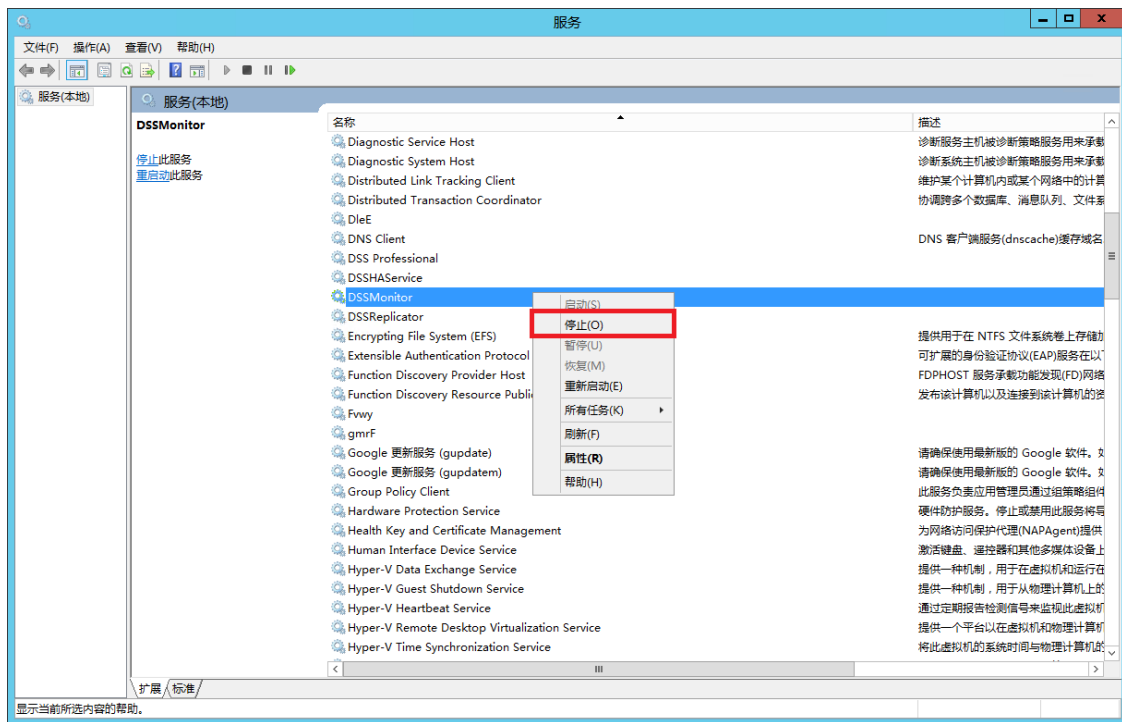 服务
文件(F) 操作(A) 查看(V) 帮助(H)
服务(本地)
服务(本地)
DSSMonitor
停止此服务
重启动此服务
名称 描述
Diagnostic Service Host 诊断服务主机被诊断策略服务用来承载
Diagnostic System Host 诊断系统主机被诊断策略服务用来承载
Distributed Link Tracking Client 维护某个计算机内或某个网络中的计算
Distributed Transaction Coordinator 协调跨多个数据库、消息队列、文件系
DleE
DNS Client DNS 客户端服务(dnscache)缓存域名
DSS Professional
DSSHAService
DSSMonitor
DSSReplicator
Encrypting File System (EFS) 提供用于在 NTFS 文件系统卷上存储加
Extensible Authentication Protocol 可扩展的身份验证协议(EAP)服务在以
Function Discovery Provider Host FDPHOST 服务承载功能发现(FD)网络
Function Discovery Resource Public 发布该计算机以及连接到该计算机的资
Fvwy
gmrF
Google 更新服务 (gupdate) 请确保使用最新版的 Google 软件。如
Google 更新服务 (gupdatem) 请确保使用最新版的 Google 软件。如
Group Policy Client 此服务负责应用管理员通过组策略组件
Hardware Protection Service 硬件防护服务。停止或禁用此服务将导
Health Key and Certificate Management 为网络访问保护代理(NAPAgent)提供
Human Interface Device Service 激活键盘、遥控器和其他多媒体设备上
Hyper-V Data Exchange Service 提供一种机制，用于在虚拟机和运行在
Hyper-V Guest Shutdown Service 提供一种机制，用于从物理计算机上的
Hyper-V Heartbeat Service 通过定期报告检测信号来监视此虚拟机
Hyper-V Remote Desktop Virtualization Service 提供一个平台以在虚拟机和物理计算机
Hyper-V Time Synchronization Service 将此虚拟机的系统时间与物理计算机的
启动(S)
停止(O)
暂停(U)
恢复(M)
重新启动(E)
所有任务(K)
刷新(F)
属性(R)
帮助(H)
扩展 标准
显示当前所选内容的帮助。